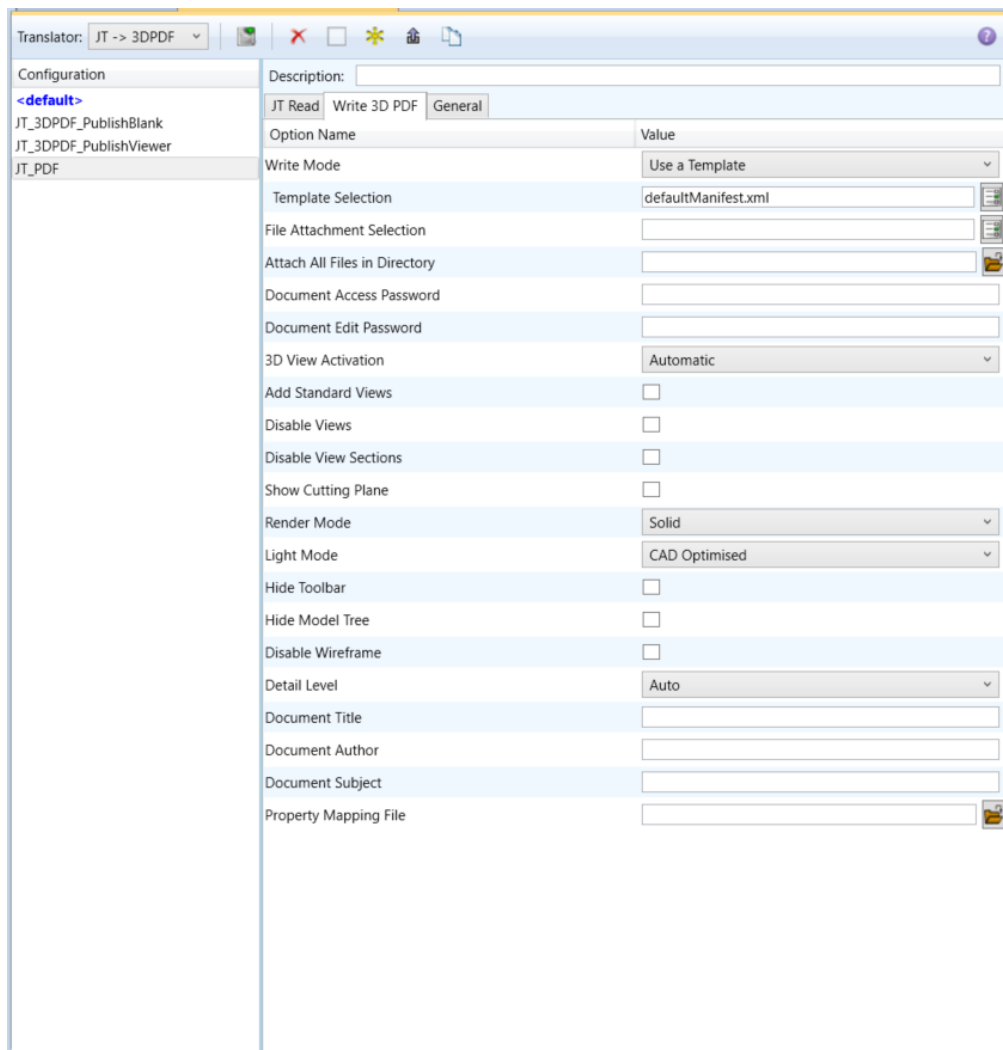 Translator: JT -> 3DPDF
Configuration
<default>
JT_3DPDF_PublishBlank
JT_3DPDF_PublishViewer
JT_PDF
Description:
JT Read Write 3D PDF General
Option Name Value
Write Mode Use a Template
Template Selection defaultManifest.xml
File Attachment Selection
Attach All Files in Directory
Document Access Password
Document Edit Password
3D View Activation Automatic
Add Standard Views
Disable Views
Disable View Sections
Show Cutting Plane
Render Mode Solid
Light Mode CAD Optimised
Hide Toolbar
Hide Model Tree
Disable Wireframe
Detail Level Auto
Document Title
Document Author
Document Subject
Property Mapping File